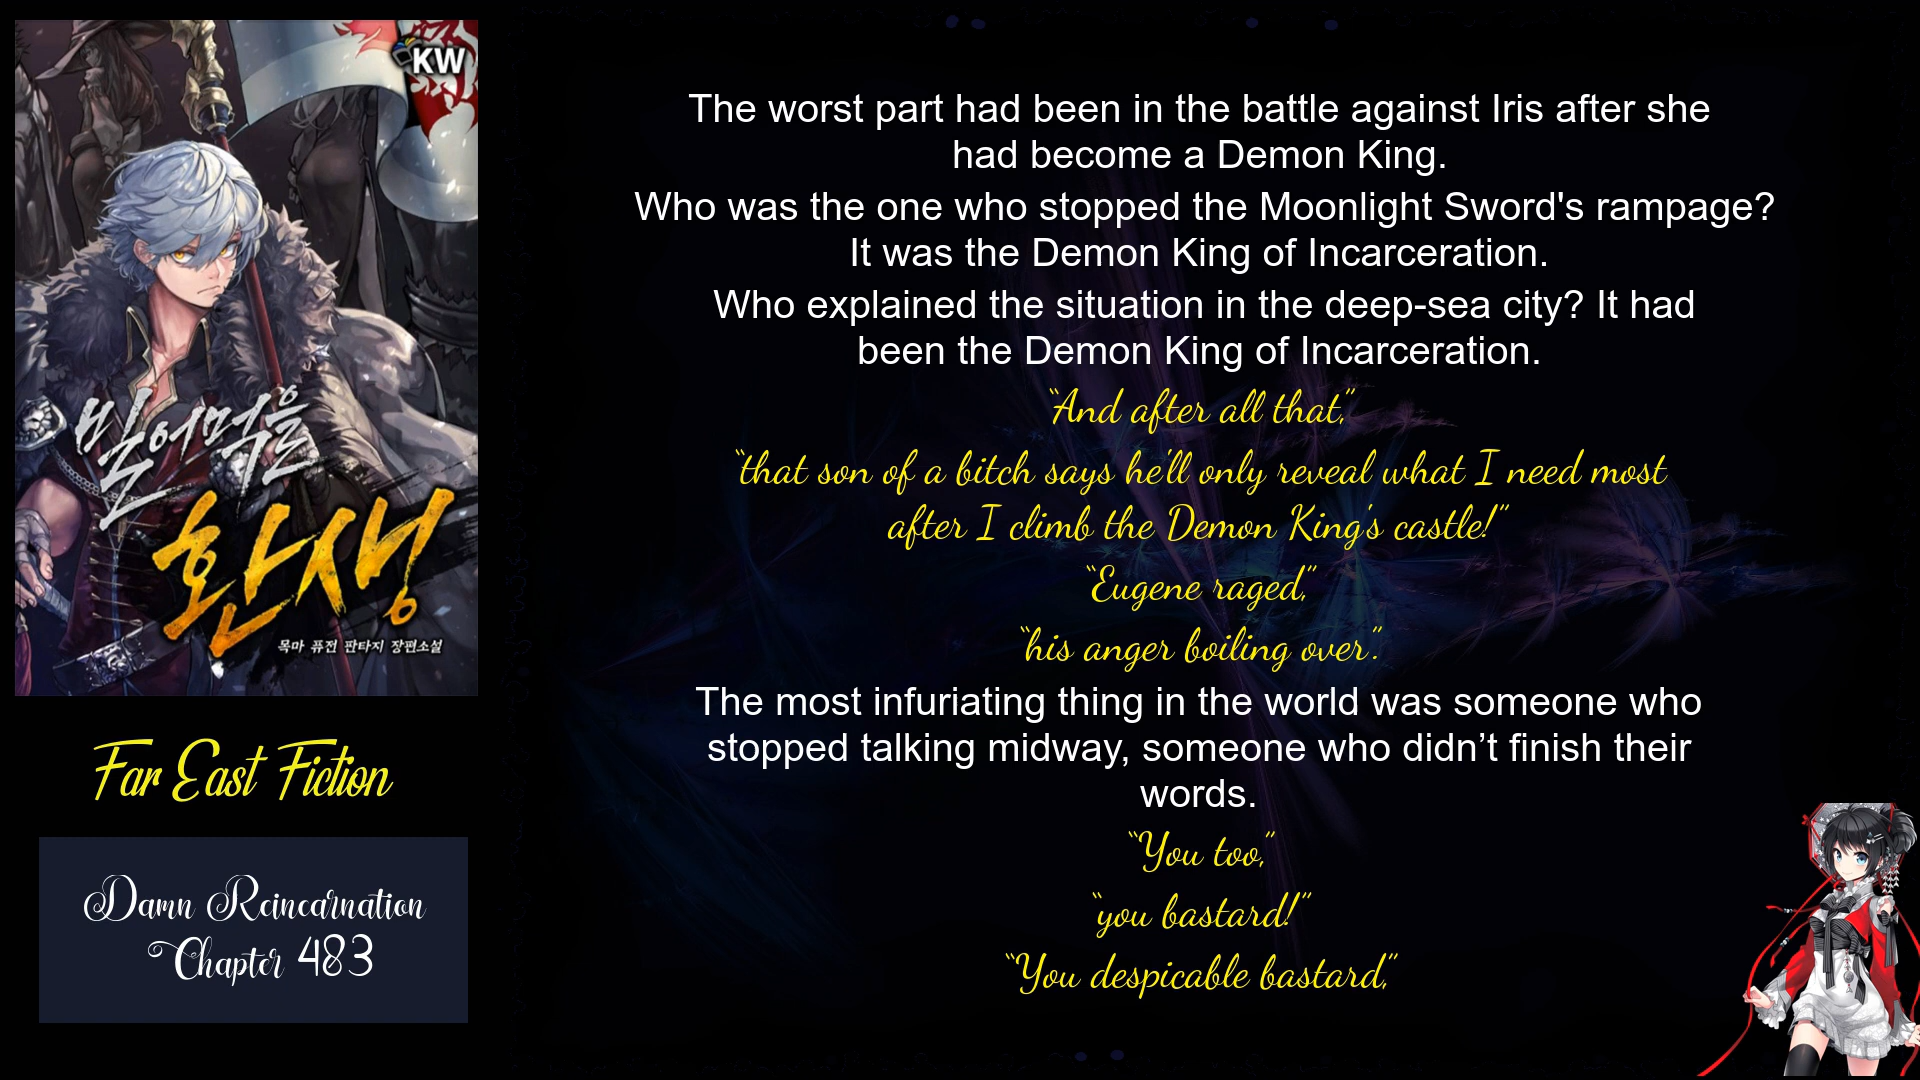 KW
빌어먹을
환생
목마 퓨전 판타지 장편소설
Far East Fiction
Damn Reincarnation
Chapter 483
The worst part had been in the battle against Iris after she
had become a Demon King.
Who was the one who stopped the Moonlight Sword's rampage?
It was the Demon King of Incarceration.
Who explained the situation in the deep-sea city? It had
been the Demon King of Incarceration.
“And after all that,”
“that son of a bitch says he'll only reveal what I need most
after I climb the Demon King's castle!”
“Eugene raged,”
“his anger boiling over”.
The most infuriating thing in the world was someone who
stopped talking midway, someone who didn’t finish their
words.
“You too,”
“you bastard!”
“You despicable bastard,”